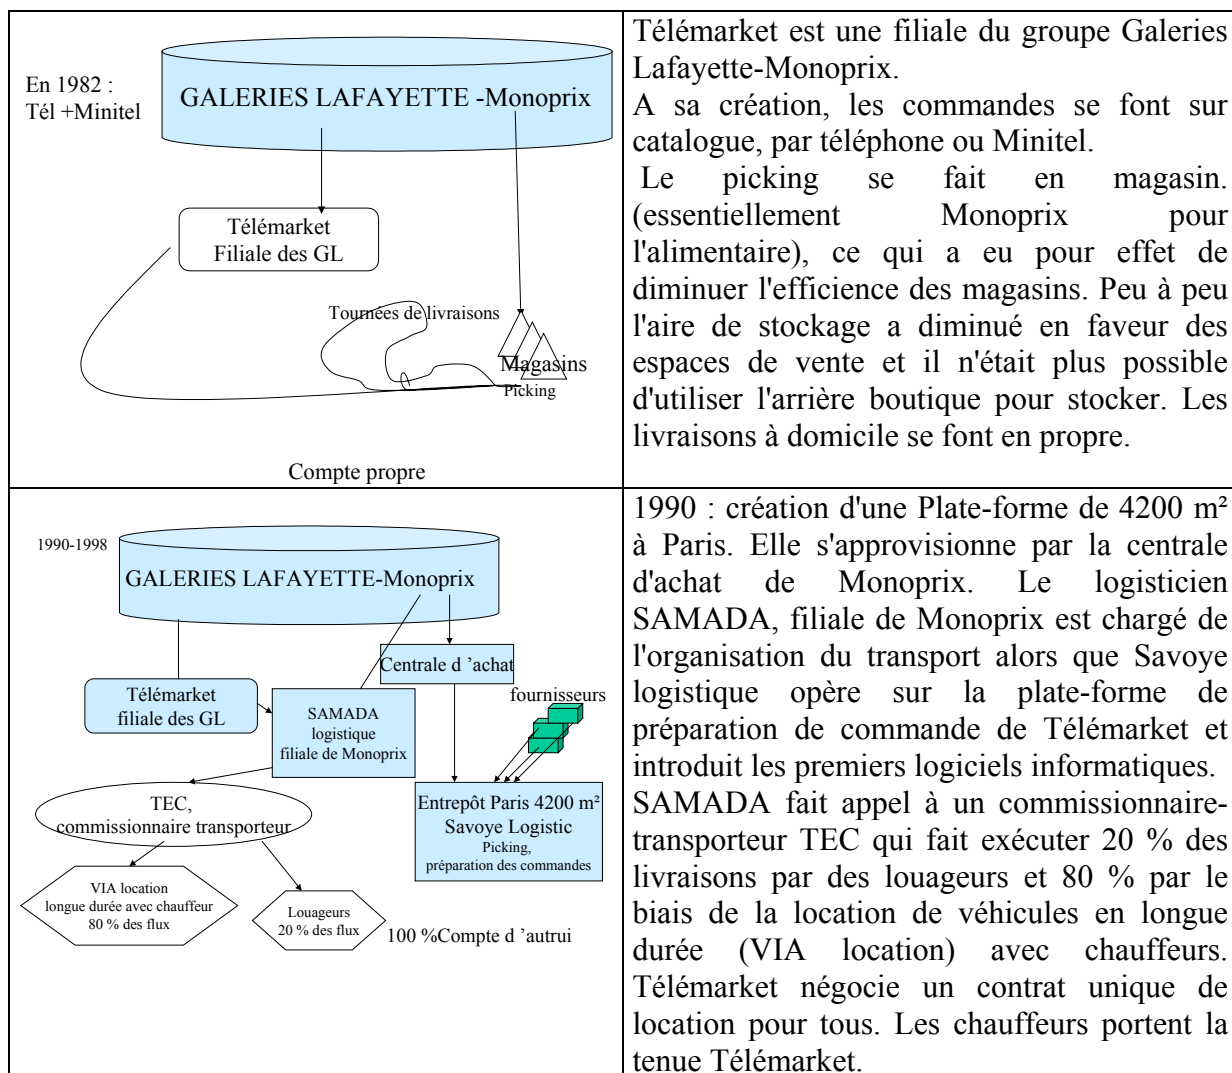 En 1982 :
Tél +Minitel
GALERIES LAFAYETTE -Monoprix
Télémarket
Filiale des GL
Tournées de livraisons
Magasins
Picking
Compte propre
Télémarket est une filiale du groupe Galeries
Lafayette-Monoprix.
A sa création, les commandes se font sur
catalogue, par téléphone ou Minitel.
Le picking se fait en magasin.
(essentiellement Monoprix pour
l'alimentaire), ce qui a eu pour effet de
diminuer l'efficience des magasins. Peu à peu
l'aire de stockage a diminué en faveur des
espaces de vente et il n'était plus possible
d'utiliser l'arrière boutique pour stocker. Les
livraisons à domicile se font en propre.
1990-1998
GALERIES LAFAYETTE-Monoprix
Centrale d ’achat
Télémarket
filiale des GL
SAMADA
logistique
filiale de Monoprix
fournisseurs
TEC,
commissionnaire transporteur
Entrepôt Paris 4200 m²
Savoye Logistic
Picking,
préparation des commandes
VIA location
longue durée avec chauffeur
80 % des flux
Louageurs
20 % des flux
100 %Compte d ’autrui
1990 : création d'une Plate-forme de 4200 m²
à Paris. Elle s'approvisionne par la centrale
d'achat de Monoprix. Le logisticien
SAMADA, filiale de Monoprix est chargé de
l'organisation du transport alors que Savoye
logistique opère sur la plate-forme de
préparation de commande de Télémarket et
introduit les premiers logiciels informatiques.
SAMADA fait appel à un commissionnaire-
transporteur TEC qui fait exécuter 20 % des
livraisons par des louageurs et 80 % par le
biais de la location de véhicules en longue
durée (VIA location) avec chauffeurs.
Télémarket négocie un contrat unique de
location pour tous. Les chauffeurs portent la
tenue Télémarket.